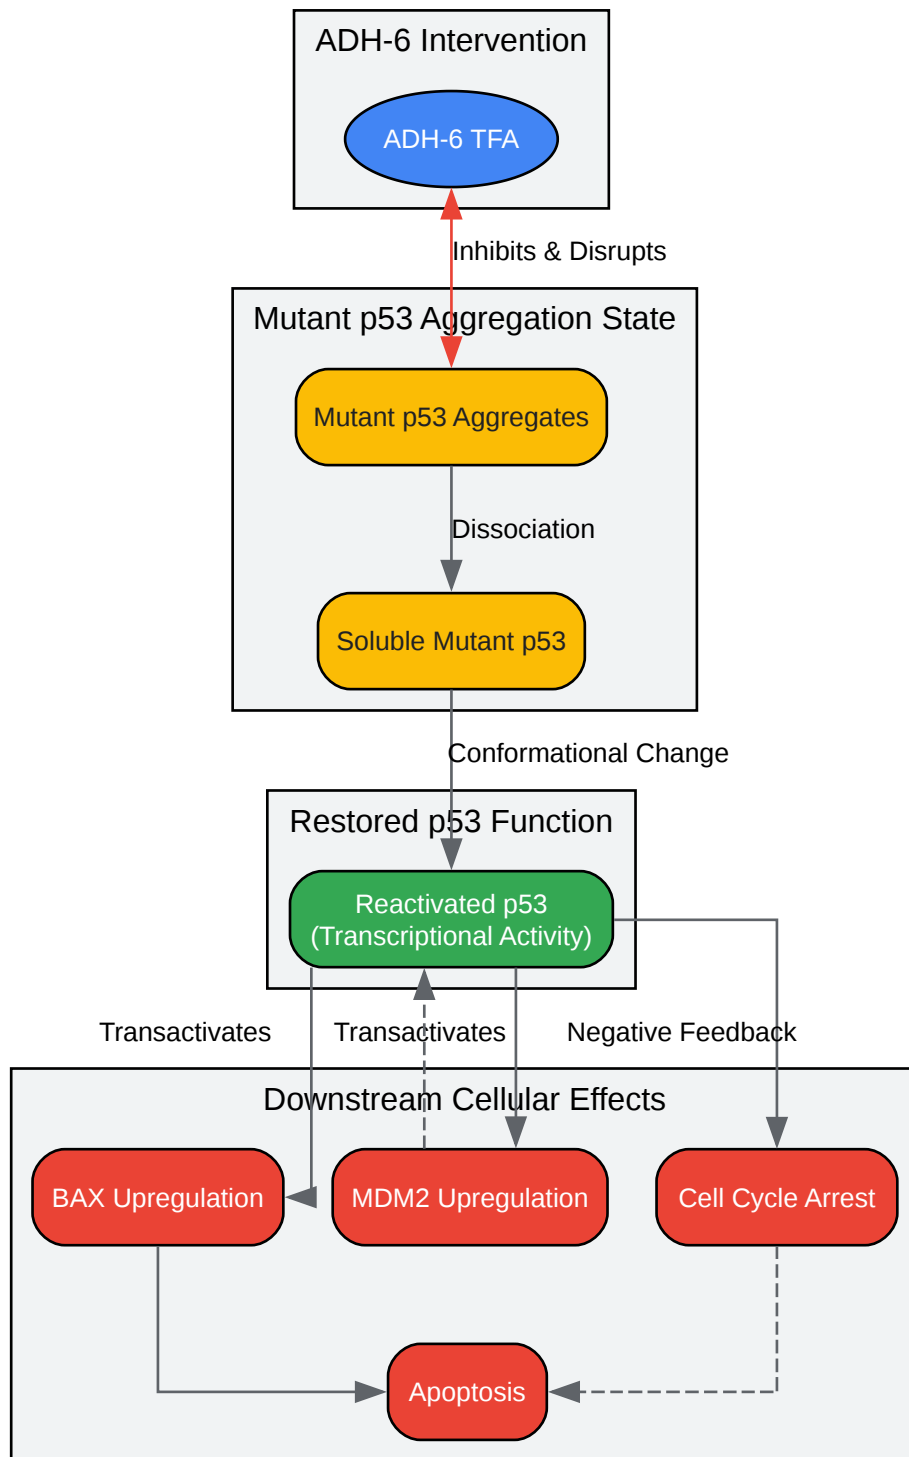 ADH-6 Intervention
ADH-6 TFA
Inhibits & Disrupts
Mutant p53 Aggregation State
Mutant p53 Aggregates
Dissociation
Soluble Mutant p53
Conformational Change
Restored p53 Function
Reactivated p53
(Transcriptional Activity)
Transactivates
Transactivates
Negative Feedback
Downstream Cellular Effects
BAX Upregulation
MDM2 Upregulation
Cell Cycle Arrest
Apoptosis